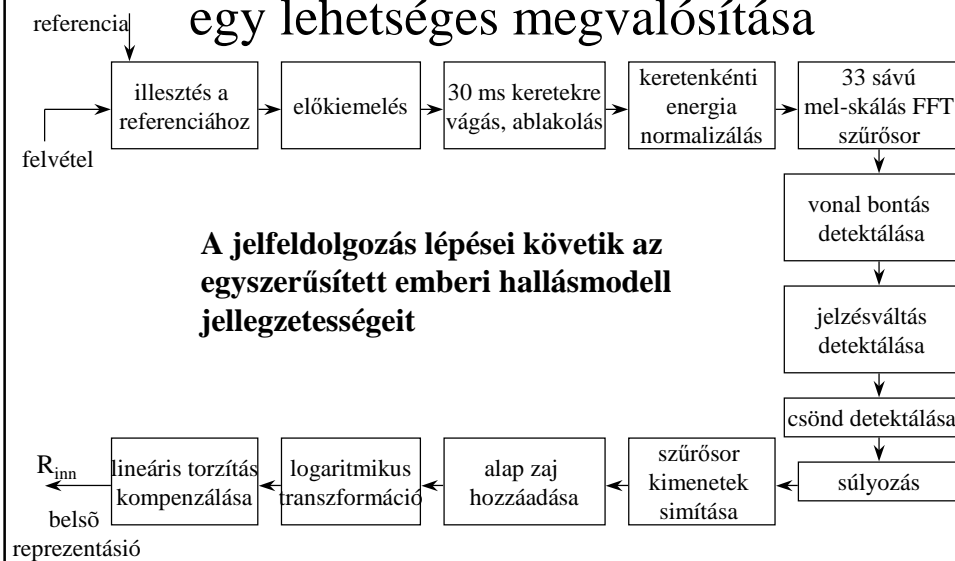 egy lehetséges megvalósítása
referencia
felvétel
illesztés a
referenciához
előkiemelés
30 ms keretekre
vágás, ablakolás
keretenkénti
energia
normalizálás
33 sávú
mel-skálás FFT
szűrősor
vonal bontás
detektálása
jelzésváltás
detektálása
csönd detektálása
súlyozás
A jelfeldolgozás lépései követik az
egyszerűsített emberi hallásmodell
jellegzetességeit
szűrősor
kimenetek
simítása
alap zaj
hozzáadása
logaritmikus
transzformáció
lineáris torzítás
kompenzálása
Rinn
belsõ
reprezentásió